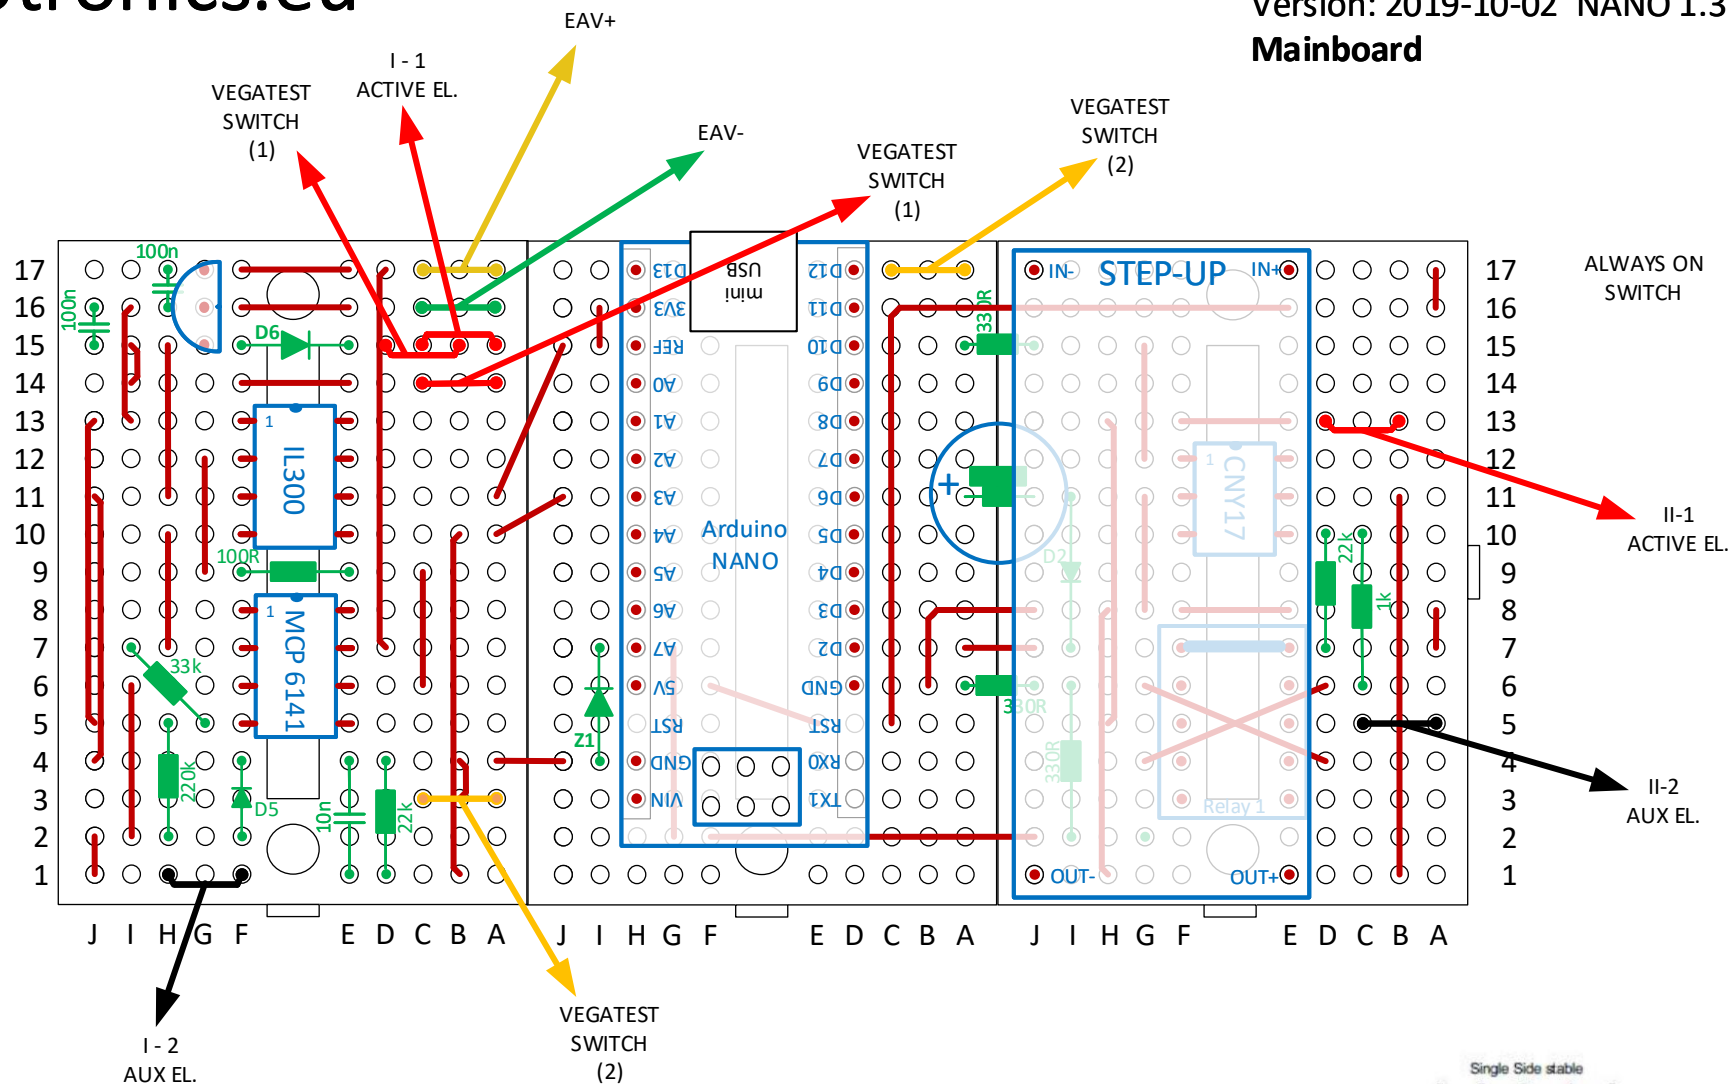 otronics.eu
Version: 2019-10-02 NANO 1.3
Mainboard
EAV+
I - 1
ACTIVE EL.
VEGATEST
SWITCH
(1)
EAV-
VEGATEST
SWITCH
(1)
VEGATEST
SWITCH
(2)
ALWAYS ON
SWITCH
17
16
15
14
13
12
11
10
9
8
7
6
5
4
3
2
1
100n
100n
D6
1
IL300
100R
1
MCP 6141
33k
220k
D5
10n
22k
Z1
mini
USB
D13
3V3
REF
A0
A1
A2
A3
A4
A5
A6
A7
5V
RST
GND
VIN
D12
D11
D10
D9
D8
D7
D6
D5
D4
D3
D2
GND
RST
RX0
TX1
Arduino
NANO
330R
+
330R
IN-
STEP-UP
IN+
1
CNY17
D2
330R
Relay 1
OUT-
OUT+
22k
1k
17
16
15
14
13
12
11
10
9
8
7
6
5
4
3
2
1
II-1
ACTIVE EL.
II-2
AUX EL.
J I H G F E D C B A J I H G F E D C B A J I H G F E D C B A
I - 2
AUX EL.
VEGATEST
SWITCH
(2)
Single Side stable